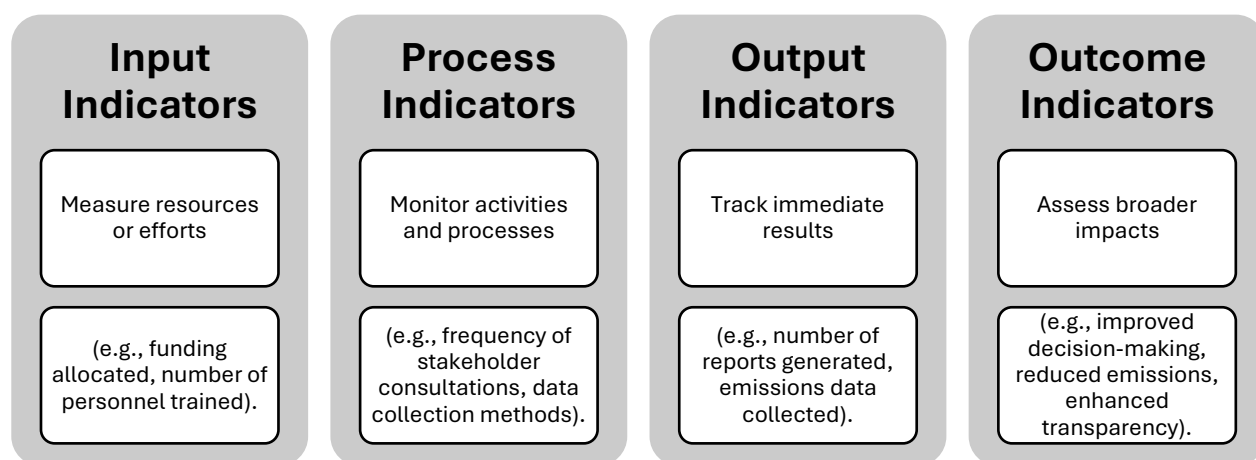 Input
Indicators
Measure resources
or efforts
(e.g., funding
allocated, number of
personnel trained).
Process
Indicators
Monitor activities
and processes
(e.g., frequency of
stakeholder
consultations, data
collection methods).
Output
Indicators
Track immediate
results
(e.g., number of
reports generated,
emissions data
collected).
Outcome
Indicators
Assess broader
impacts
(e.g., improved
decision-making,
reduced emissions,
enhanced
transparency).